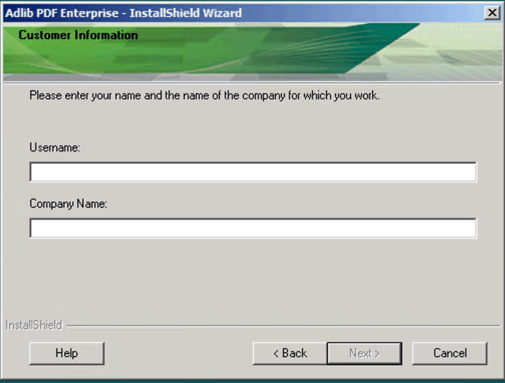 Adlib PDF Enterprise - InstallShield Wizard
Customer Information
Please enter your name and the name of the company for which you work.
Username:
Company Name:
InstallShield
Help
< Back
Next >
Cancel